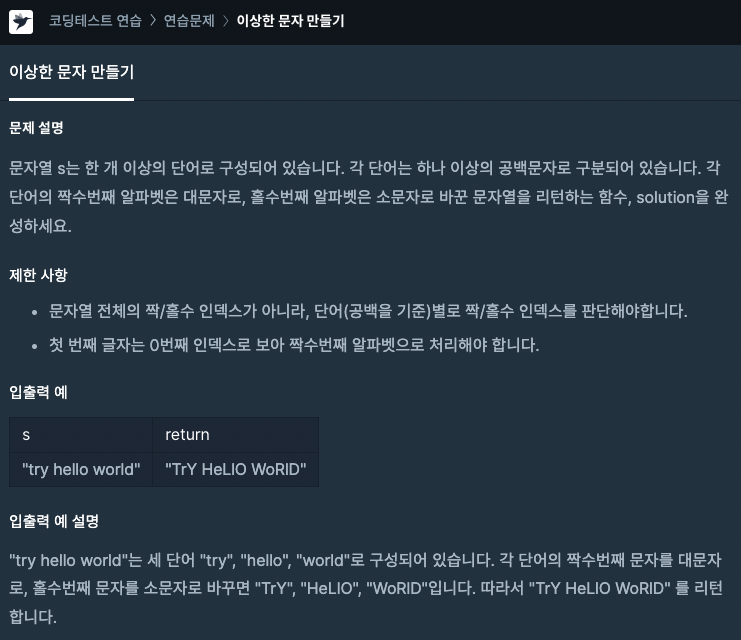 코딩테스트 연습 > 연습문제 > 이상한 문자 만들기
이상한 문자 만들기
문제 설명
문자열 s는 한 개 이상의 단어로 구성되어 있습니다. 각 단어는 하나 이상의 공백문자로 구분되어 있습니다. 각
단어의 짝수번째 알파벳은 대문자로, 홀수번째 알파벳은 소문자로 바꾼 문자열을 리턴하는 함수, solution을 완
성하세요.
제한 사항
• 문자열 전체의 짝/홀수 인덱스가 아니라, 단어(공백을 기준)별로 짝/홀수 인덱스를 판단해야합니다.
• 첫 번째 글자는 0번째 인덱스로 보아 짝수번째 알파벳으로 처리해야 합니다.
입출력 예
s return
"try hello world" "TrY HeLlO WoRlD"
입출력 예 설명
"try hello world"는 세 단어 "try", "hello", "world"로 구성되어 있습니다. 각 단어의 짝수번째 문자를 대문자
로, 홀수번째 문자를 소문자로 바꾸면 "TrY", "HeLlO", "WoRlD"입니다. 따라서 "TrY HeLlO WoRlD" 를 리턴
합니다.